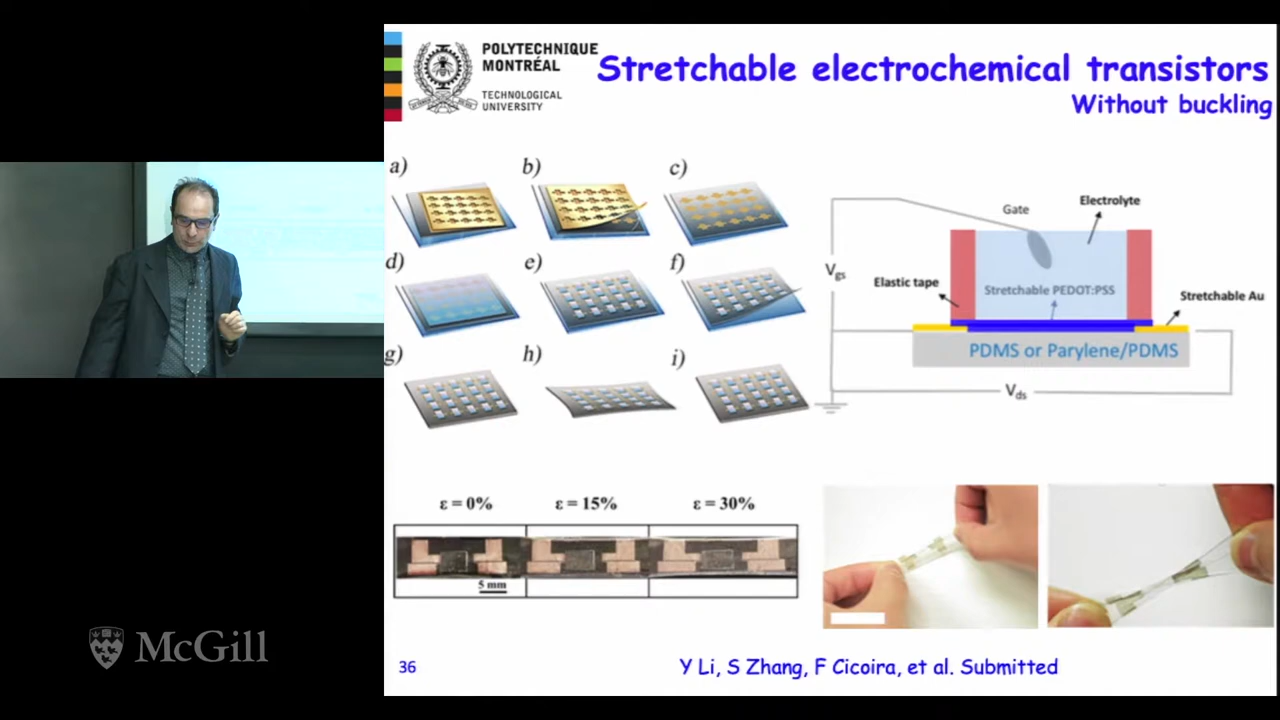 POLYTECHNIQUE
MONTRÉAL
TECHNOLOGICAL
UNIVERSITY
Stretchable electrochemical transistors
Without buckling
a)
b)
c)
d)
e)
f)
g)
h)
i)
Gate
Electrolyte
Vgs
Elastic tape
Stretchable PEDOT:PSS
Stretchable Au
PDMS or Parylene/PDMS
Vds
ε = 0%
ε = 15%
ε = 30%
5 mm
McGill
36
Y Li, S Zhang, F Cicoira, et al. Submitted